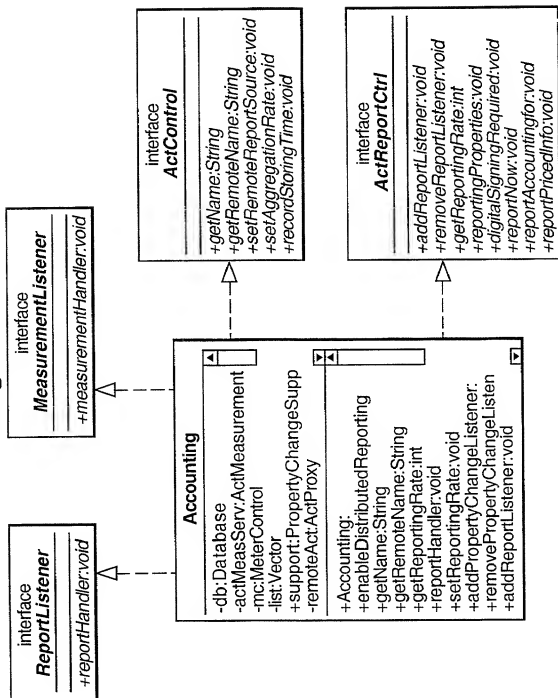 interface
ReportListener
+reportHandler:void
interface
MeasurementListener
+measurementHandler:void
Accounting
-db:Database
-actMeasServ:ActMeasurement
-mc:MeterControl
-list:Vector
+support:PropertyChangeSupp
-remoteAct:ActProxy
+Accounting:
+enableDistributedReporting
+getName:String
+getRemoteName:String
+getReportingRate:int
+reportHandler:void
+setReportingRate:void
+addPropertyChangeListener:
+removePropertyChangeListen
+addReportListener:void
interface
ActControl
+getName:String
+getRemoteName:String
+setRemoteReportSource:void
+setAggregationRate:void
+recordStoringTime:void
interface
ActReportCtrl
+addReportListener:void
+removeReportListener:void
+getReportingRate:int
+reportingProperties:void
+digitalSigningRequired:void
+reportNow:void
+reportAccountingfor:void
+reportPricedInfo:void